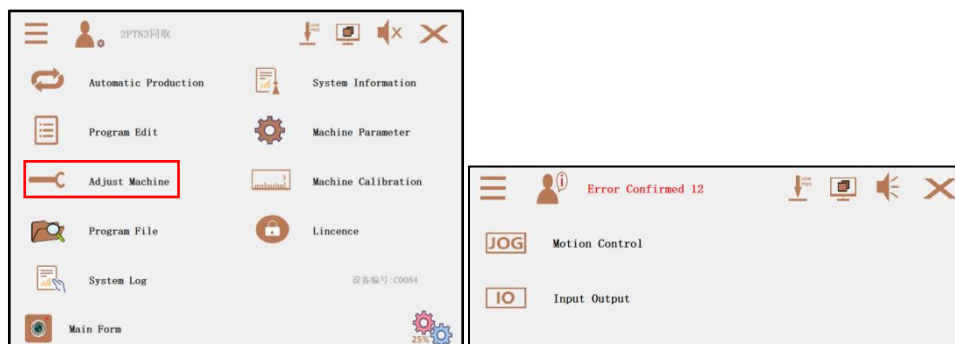 2PTN3同取
Automatic Production
System Information
Program Edit
Machine Parameter
Adjust Machine
Machine Calibration
Program File
Lincence
System Log
设备编号:C0084
Main Form
25%
Error Confirmed 12
JOG
Motion Control
IO
Input Output